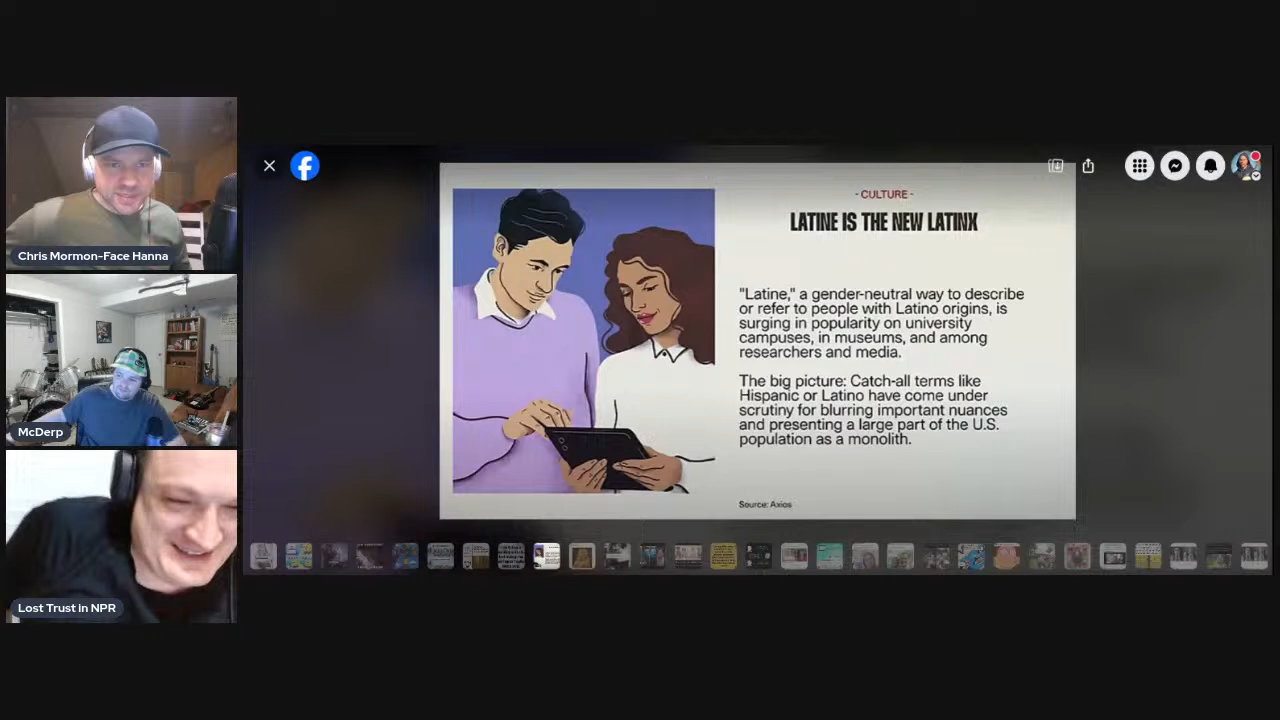 Chris Mormon-Face Hanna
McDerp
Lost Trust in NPR
- CULTURE -
LATINE IS THE NEW LATINX
"Latine," a gender-neutral way to describe
or refer to people with Latino origins, is
surging in popularity on university
campuses, in museums, and among
researchers and media.
The big picture: Catch-all terms like
Hispanic or Latino have come under
scrutiny for blurring important nuances
and presenting a large part of the U.S.
population as a monolith.
Source: Axios